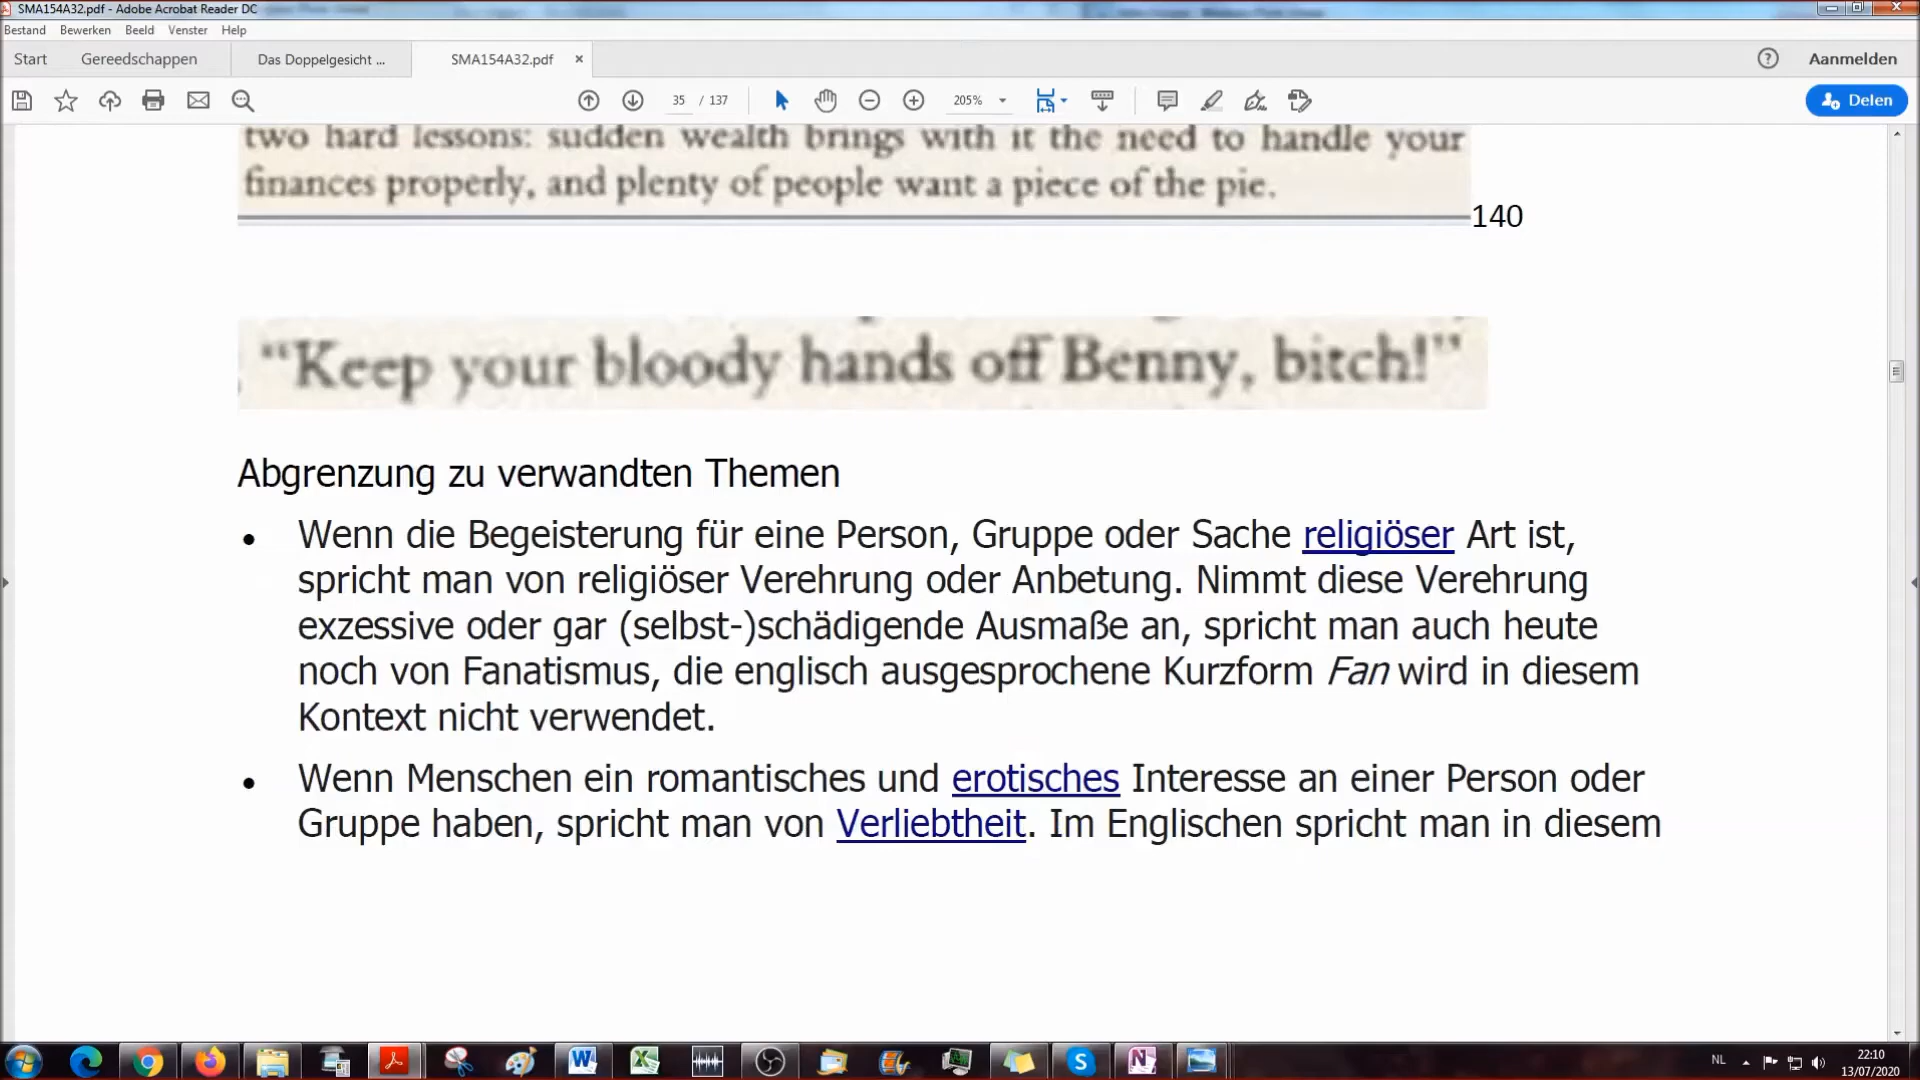 SMA154A32.pdf - Adobe Acrobat Reader DC
Bestand Bewerken Beeld Venster Help
Start Gereedschappen Das Doppelgesicht ... SMA154A32.pdf × ? Aanmelden
35 / 137 205% Delen
two hard lessons: sudden wealth brings with it the need to handle your
finances properly, and plenty of people want a piece of the pie.
140
“Keep your bloody hands off Benny, bitch!”
Abgrenzung zu verwandten Themen
• Wenn die Begeisterung für eine Person, Gruppe oder Sache religiöser Art ist,
spricht man von religiöser Verehrung oder Anbetung. Nimmt diese Verehrung
exzessive oder gar (selbst-)schädigende Ausmaße an, spricht man auch heute
noch von Fanatismus, die englisch ausgesprochene Kurzform Fan wird in diesem
Kontext nicht verwendet.
• Wenn Menschen ein romantisches und erotisches Interesse an einer Person oder
Gruppe haben, spricht man von Verliebtheit. Im Englischen spricht man in diesem
NL 22:10
13/07/2020